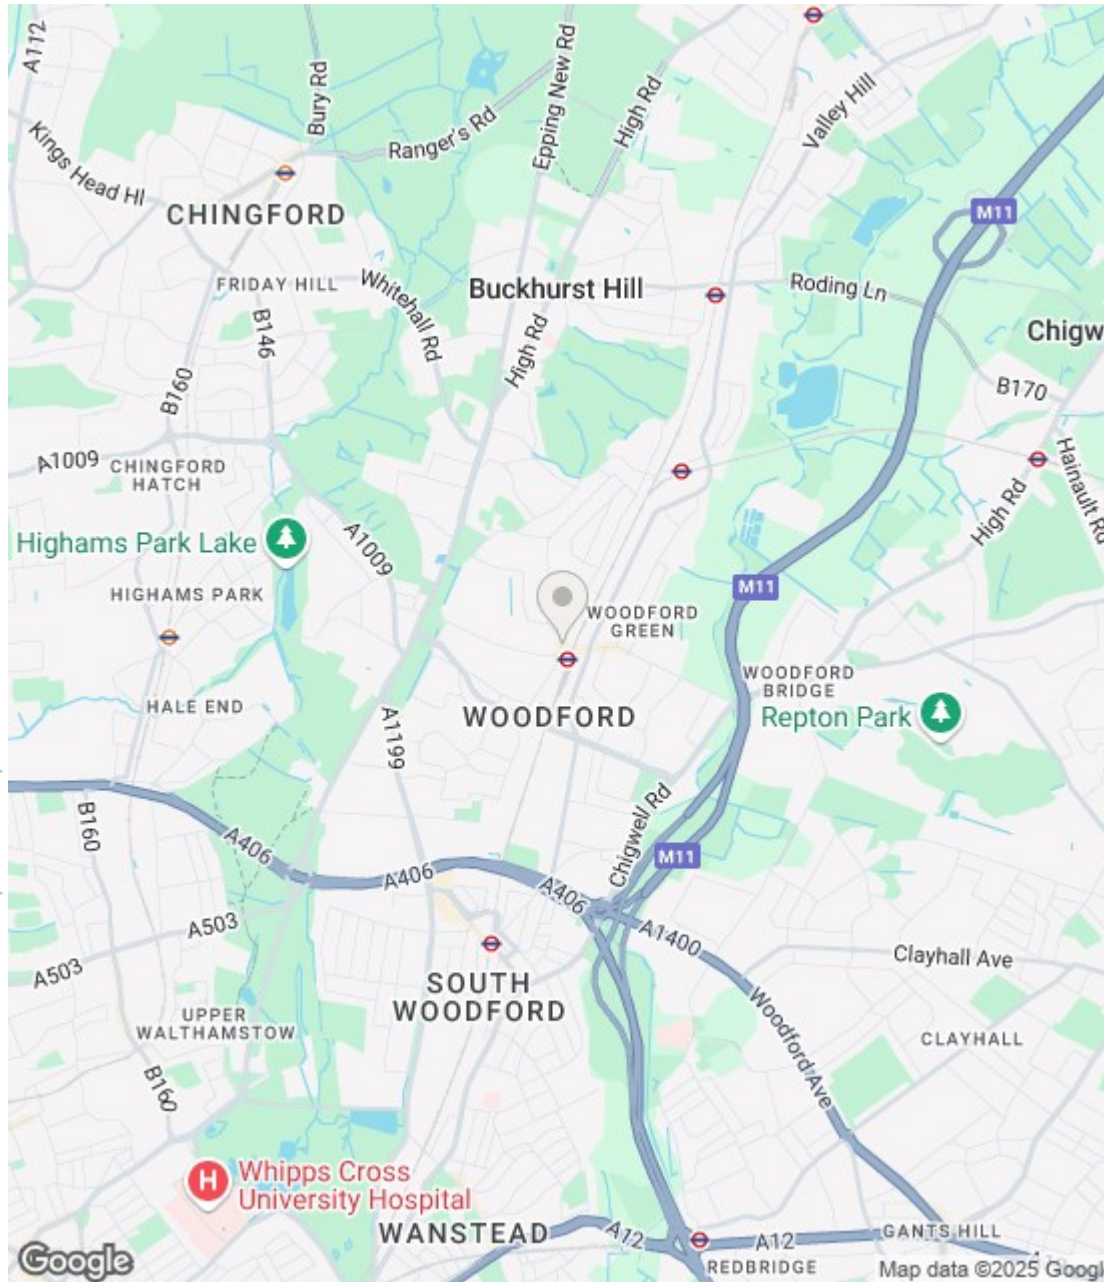 A112
Kings Head Hl
Bury Rd
Ranger's Rd
Epping New Rd
High Rd
Valley Hill
M11
CHINGFORD
FRIDAY HILL
Whitehall Rd
Buckhurst Hill
Roding Ln
B146
High Rd
Chigw
B160
B170
A1009
CHINGFORD
HATCH
Hainault Rd
High Rd
Highams Park Lake
A1009
M11
HIGHAMS PARK
WOODFORD
GREEN
WOODFORD
BRIDGE
HALE END
A1199
WOODFORD
Repton Park
B160
A406
Chigwell Rd
M11
A406
A406
A503
A1400
A503
Clayhall Ave
SOUTH
WOODFORD
UPPER
WALTHAMSTOW
Woodford Ave
CLAYHALL
B160
H
Whipps Cross
University Hospital
WANSTEAD
A12
A12
GANTS HILL
REDBRIDGE
Google
Map data ©2025 Googl